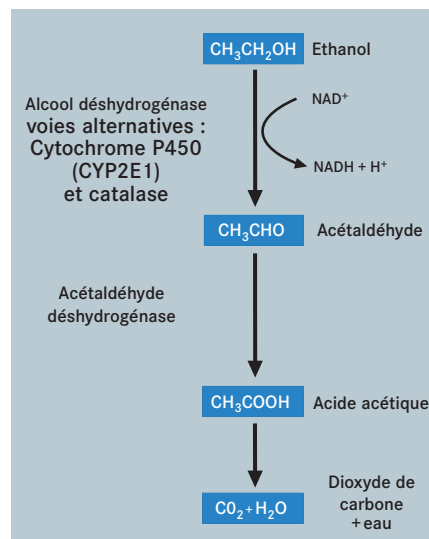 CH₃CH₂OH Ethanol
Alcool déshydrogénase
voies alternatives :
Cytochrome P450
(CYP2E1)
et catalase
NAD⁺
NADH + H⁺
CH₃CHO Acétaldéhyde
Acétaldéhyde
déshydrogénase
CH₃COOH Acide acétique
C0₂+H₂O
Dioxyde de
carbone
+eau